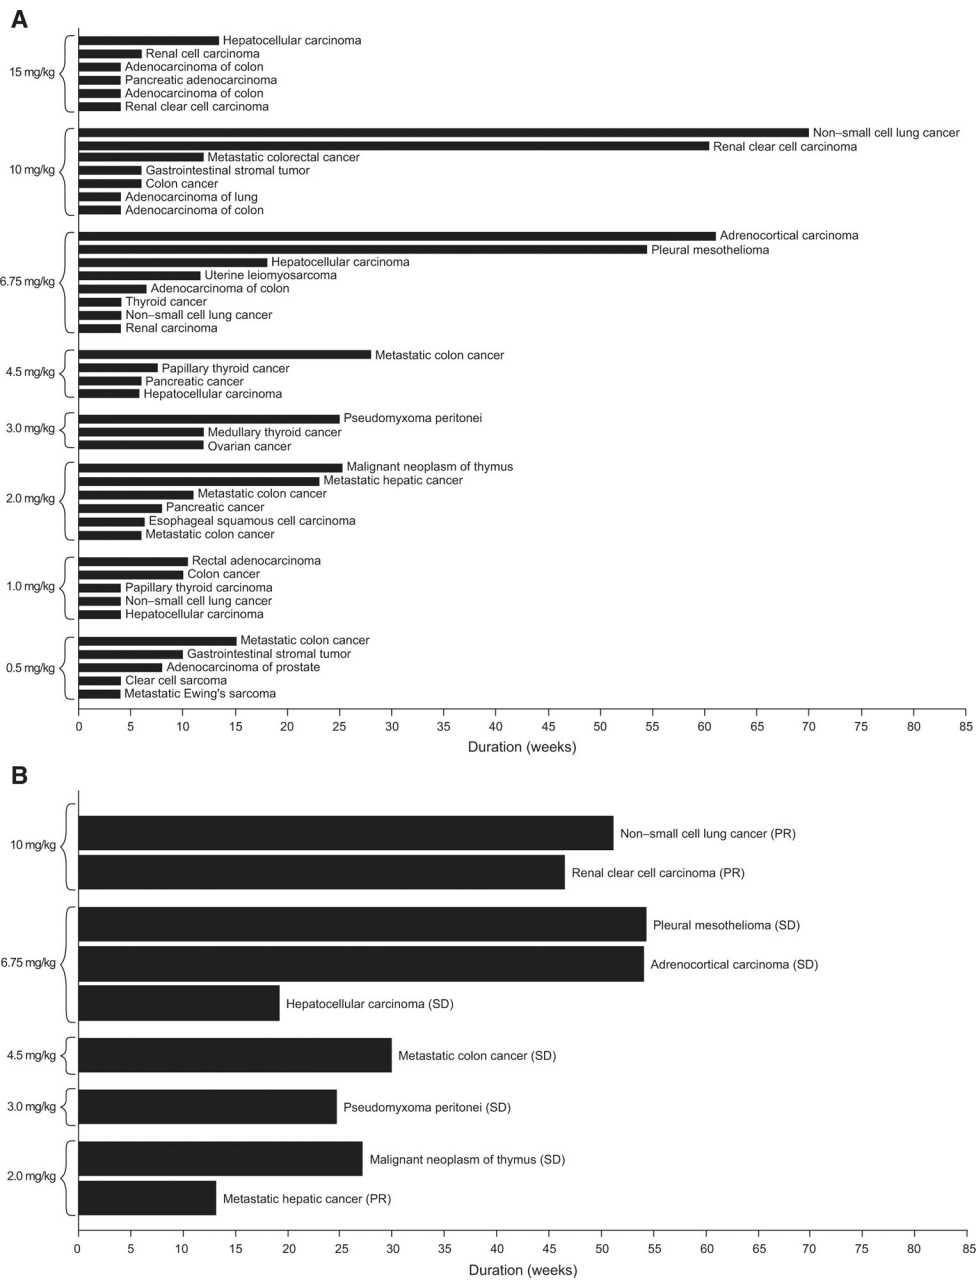 A
15 mg/kg
Hepatocellular carcinoma
Renal cell carcinoma
Adenocarcinoma of colon
Pancreatic adenocarcinoma
Adenocarcinoma of colon
Renal clear cell carcinoma
10 mg/kg
Non–small cell lung cancer
Renal clear cell carcinoma
Metastatic colorectal cancer
Gastrointestinal stromal tumor
Colon cancer
Adenocarcinoma of lung
Adenocarcinoma of colon
6.75 mg/kg
Adrenocortical carcinoma
Pleural mesothelioma
Hepatocellular carcinoma
Uterine leiomyosarcoma
Adenocarcinoma of colon
Thyroid cancer
Non–small cell lung cancer
Renal carcinoma
4.5 mg/kg
Metastatic colon cancer
Papillary thyroid cancer
Pancreatic cancer
Hepatocellular carcinoma
3.0 mg/kg
Pseudomyxoma peritonei
Medullary thyroid cancer
Ovarian cancer
2.0 mg/kg
Malignant neoplasm of thymus
Metastatic hepatic cancer
Metastatic colon cancer
Pancreatic cancer
Esophageal squamous cell carcinoma
Metastatic colon cancer
1.0 mg/kg
Rectal adenocarcinoma
Colon cancer
Papillary thyroid carcinoma
Non–small cell lung cancer
Hepatocellular carcinoma
0.5 mg/kg
Metastatic colon cancer
Gastrointestinal stromal tumor
Adenocarcinoma of prostate
Clear cell sarcoma
Metastatic Ewing's sarcoma
0 5 10 15 20 25 30 35 40 45 50 55 60 65 70 75 80 85
Duration (weeks)
B
10 mg/kg
Non–small cell lung cancer (PR)
Renal clear cell carcinoma (PR)
6.75 mg/kg
Pleural mesothelioma (SD)
Adrenocortical carcinoma (SD)
Hepatocellular carcinoma (SD)
4.5 mg/kg
Metastatic colon cancer (SD)
3.0 mg/kg
Pseudomyxoma peritonei (SD)
2.0 mg/kg
Malignant neoplasm of thymus (SD)
Metastatic hepatic cancer (PR)
0 5 10 15 20 25 30 35 40 45 50 55 60 65 70 75 80 85
Duration (weeks)